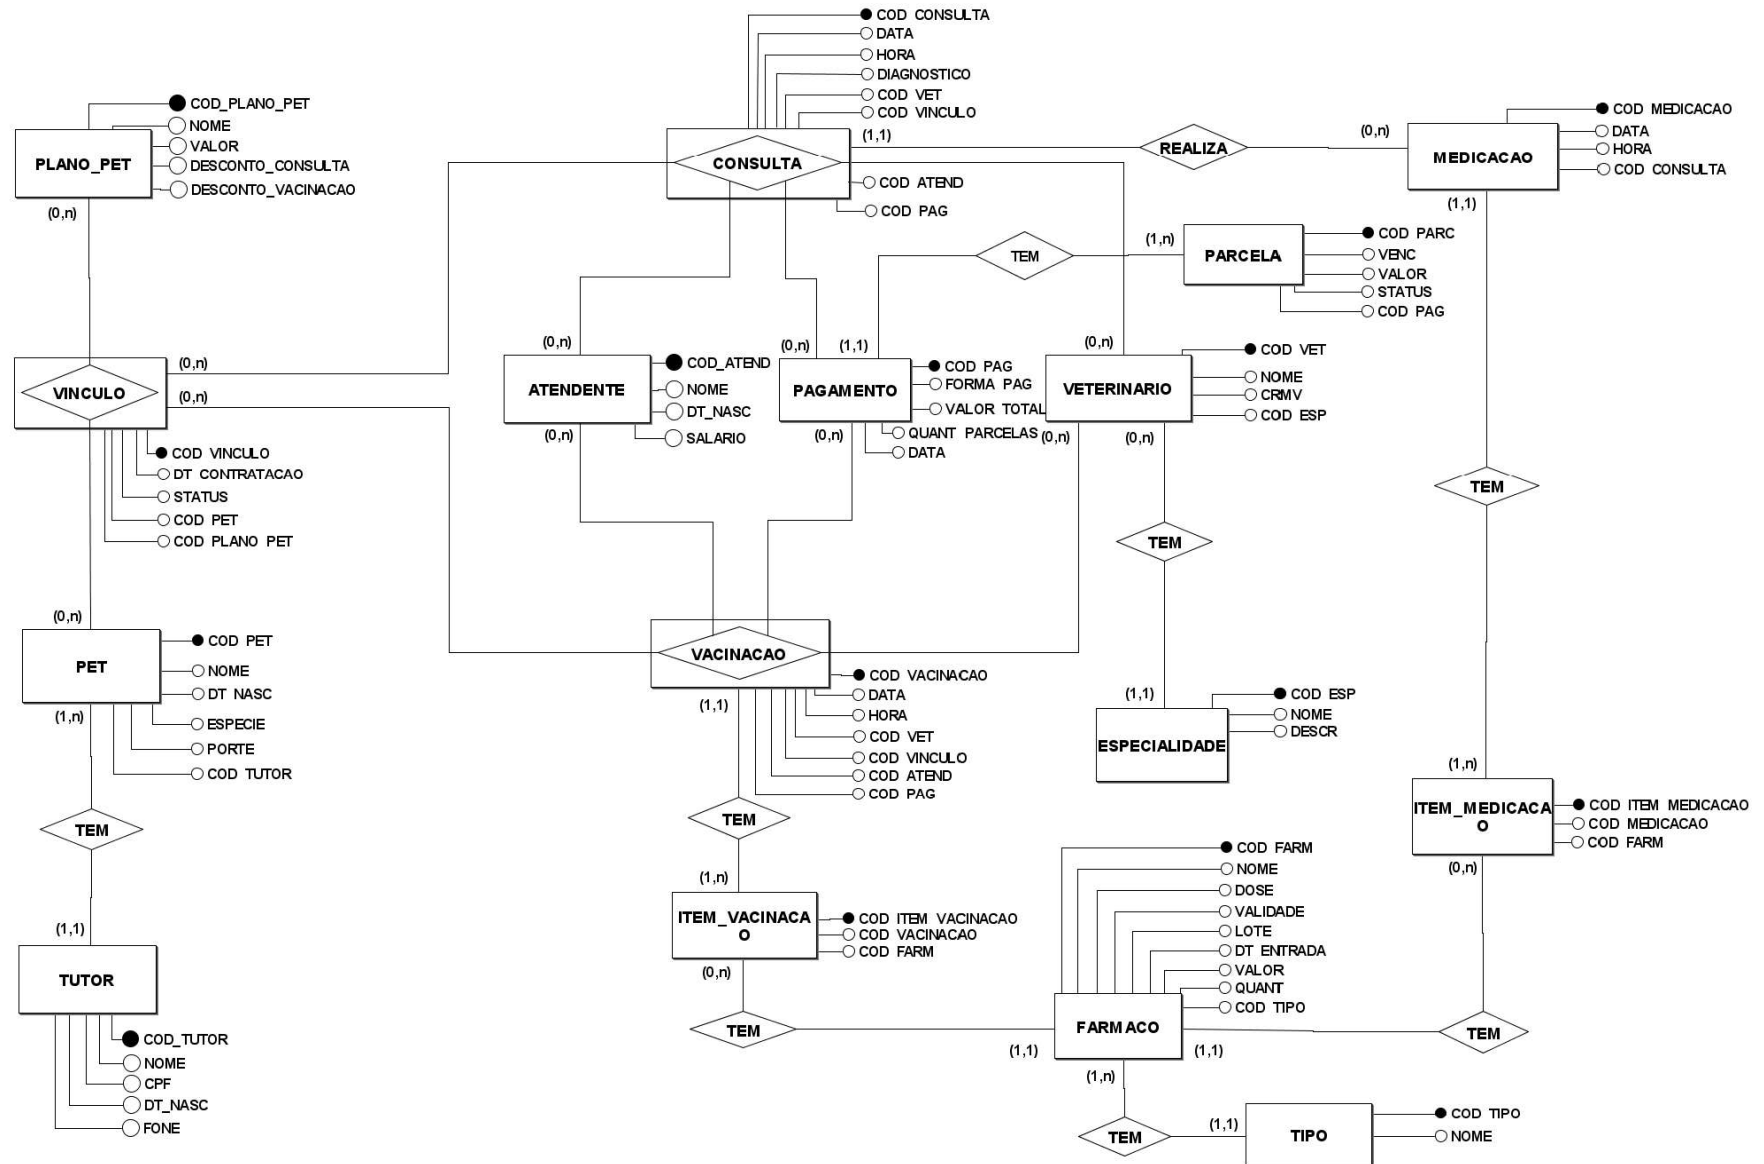 COD CONSULTA
DATA
HORA
DIAGNOSTICO
COD VET
COD VINCULO
(1,1)
CONSULTA
COD ATEND
COD PAG
REALIZA
(0,n)
COD MEDICACAO
DATA
HORA
COD CONSULTA
MEDICACAO
(1,1)
COD_PLANO_PET
NOME
VALOR
DESCONTO_CONSULTA
DESCONTO_VACINACAO
PLANO_PET
(0,n)
TEM
(1,n)
PARCELA
COD PARC
VENC
VALOR
STATUS
COD PAG
(0,n)
(0,n)
VINCULO
COD VINCULO
DT CONTRATACAO
STATUS
COD PET
COD PLANO PET
(0,n)
ATENDENTE
COD_ATEND
NOME
DT_NASC
SALARIO
(0,n)
(0,n)
(1,1)
PAGAMENTO
COD PAG
FORMA PAG
VALOR TOTAL
QUANT PARCELAS
DATA
(0,n)
(0,n)
VETERINARIO
COD VET
NOME
CRMV
COD ESP
(0,n)
(0,n)
TEM
TEM
(0,n)
PET
COD PET
NOME
DT NASC
ESPECIE
PORTE
COD TUTOR
(1,n)
VACINACAO
COD VACINACAO
DATA
HORA
COD VET
COD VINCULO
COD ATEND
COD PAG
(1,1)
(1,1)
ESPECIALIDADE
COD ESP
NOME
DESCR
(1,n)
ITEM_MEDICACA
O
COD ITEM MEDICACAO
COD MEDICACAO
COD FARM
(0,n)
TEM
TEM
(1,n)
ITEM_VACINACA
O
COD ITEM VACINACAO
COD VACINACAO
COD FARM
(0,n)
COD FARM
NOME
DOSE
VALIDADE
LOTE
DT ENTRADA
VALOR
QUANT
COD TIPO
(1,1)
TUTOR
COD_TUTOR
NOME
CPF
DT_NASC
FONE
TEM
FARMACO
TEM
(1,1)
(1,1)
(1,n)
TEM
(1,1)
TIPO
COD TIPO
NOME